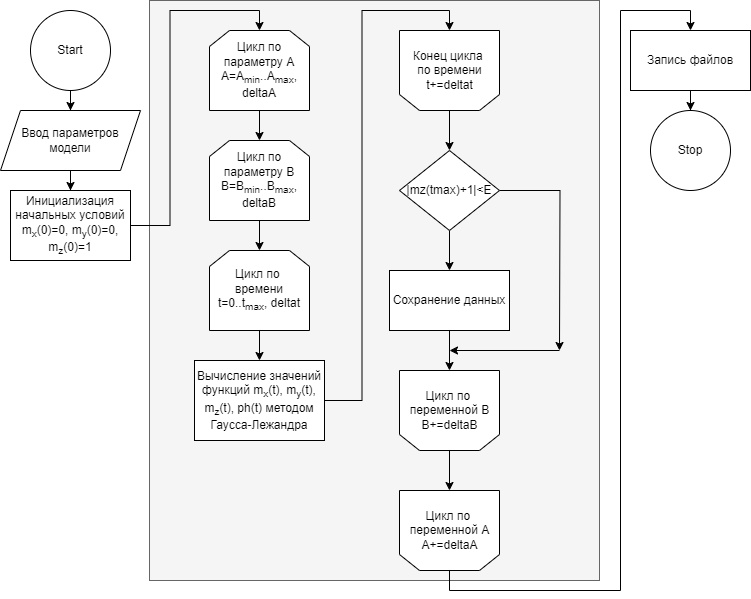 Start
Ввод параметров
модели
Инициализация
начальных условий
mx(0)=0, my(0)=0,
mz(0)=1
Цикл по
параметру A
A=Amin..Amax,
deltaA
Цикл по
параметру B
B=Bmin..Bmax,
deltaB
Цикл по
времени
t=0..tmax, deltat
Вычисление значений
функций mx(t), my(t),
mz(t), ph(t) методом
Гаусса-Лежандра
Конец цикла
по времени
t+=deltat
|mz(tmax)+1|<E
Сохранение данных
Цикл по
переменной B
B+=deltaB
Цикл по
переменной A
A+=deltaA
Запись файлов
Stop